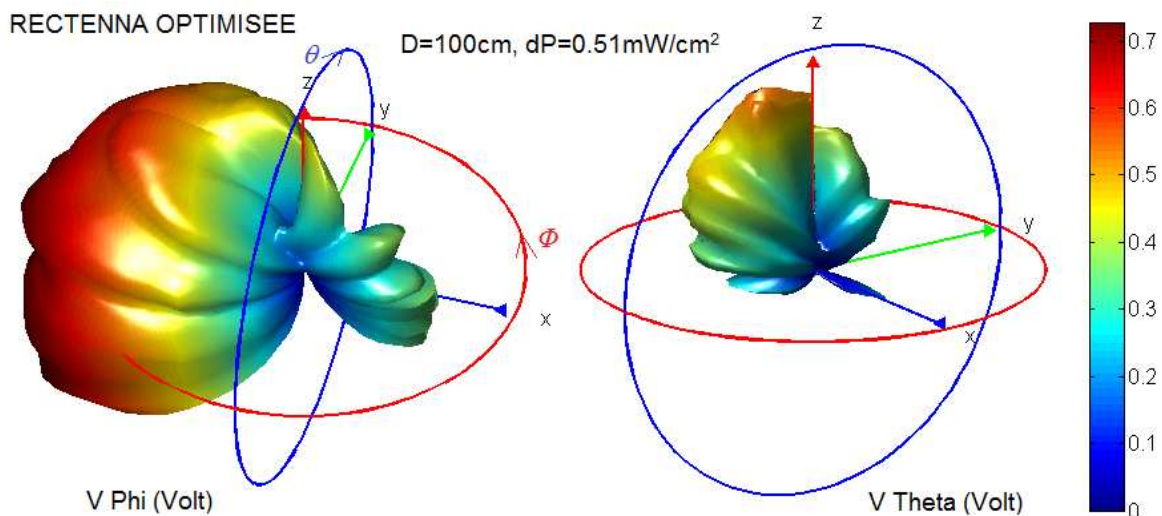 RECTENNA OPTIMISEE
D=100cm, dP=0.51mW/cm²
θ
z
y
Φ
x
z
y
x
0.7
0.6
0.5
0.4
0.3
0.2
0.1
0
V Phi (Volt)
V Theta (Volt)